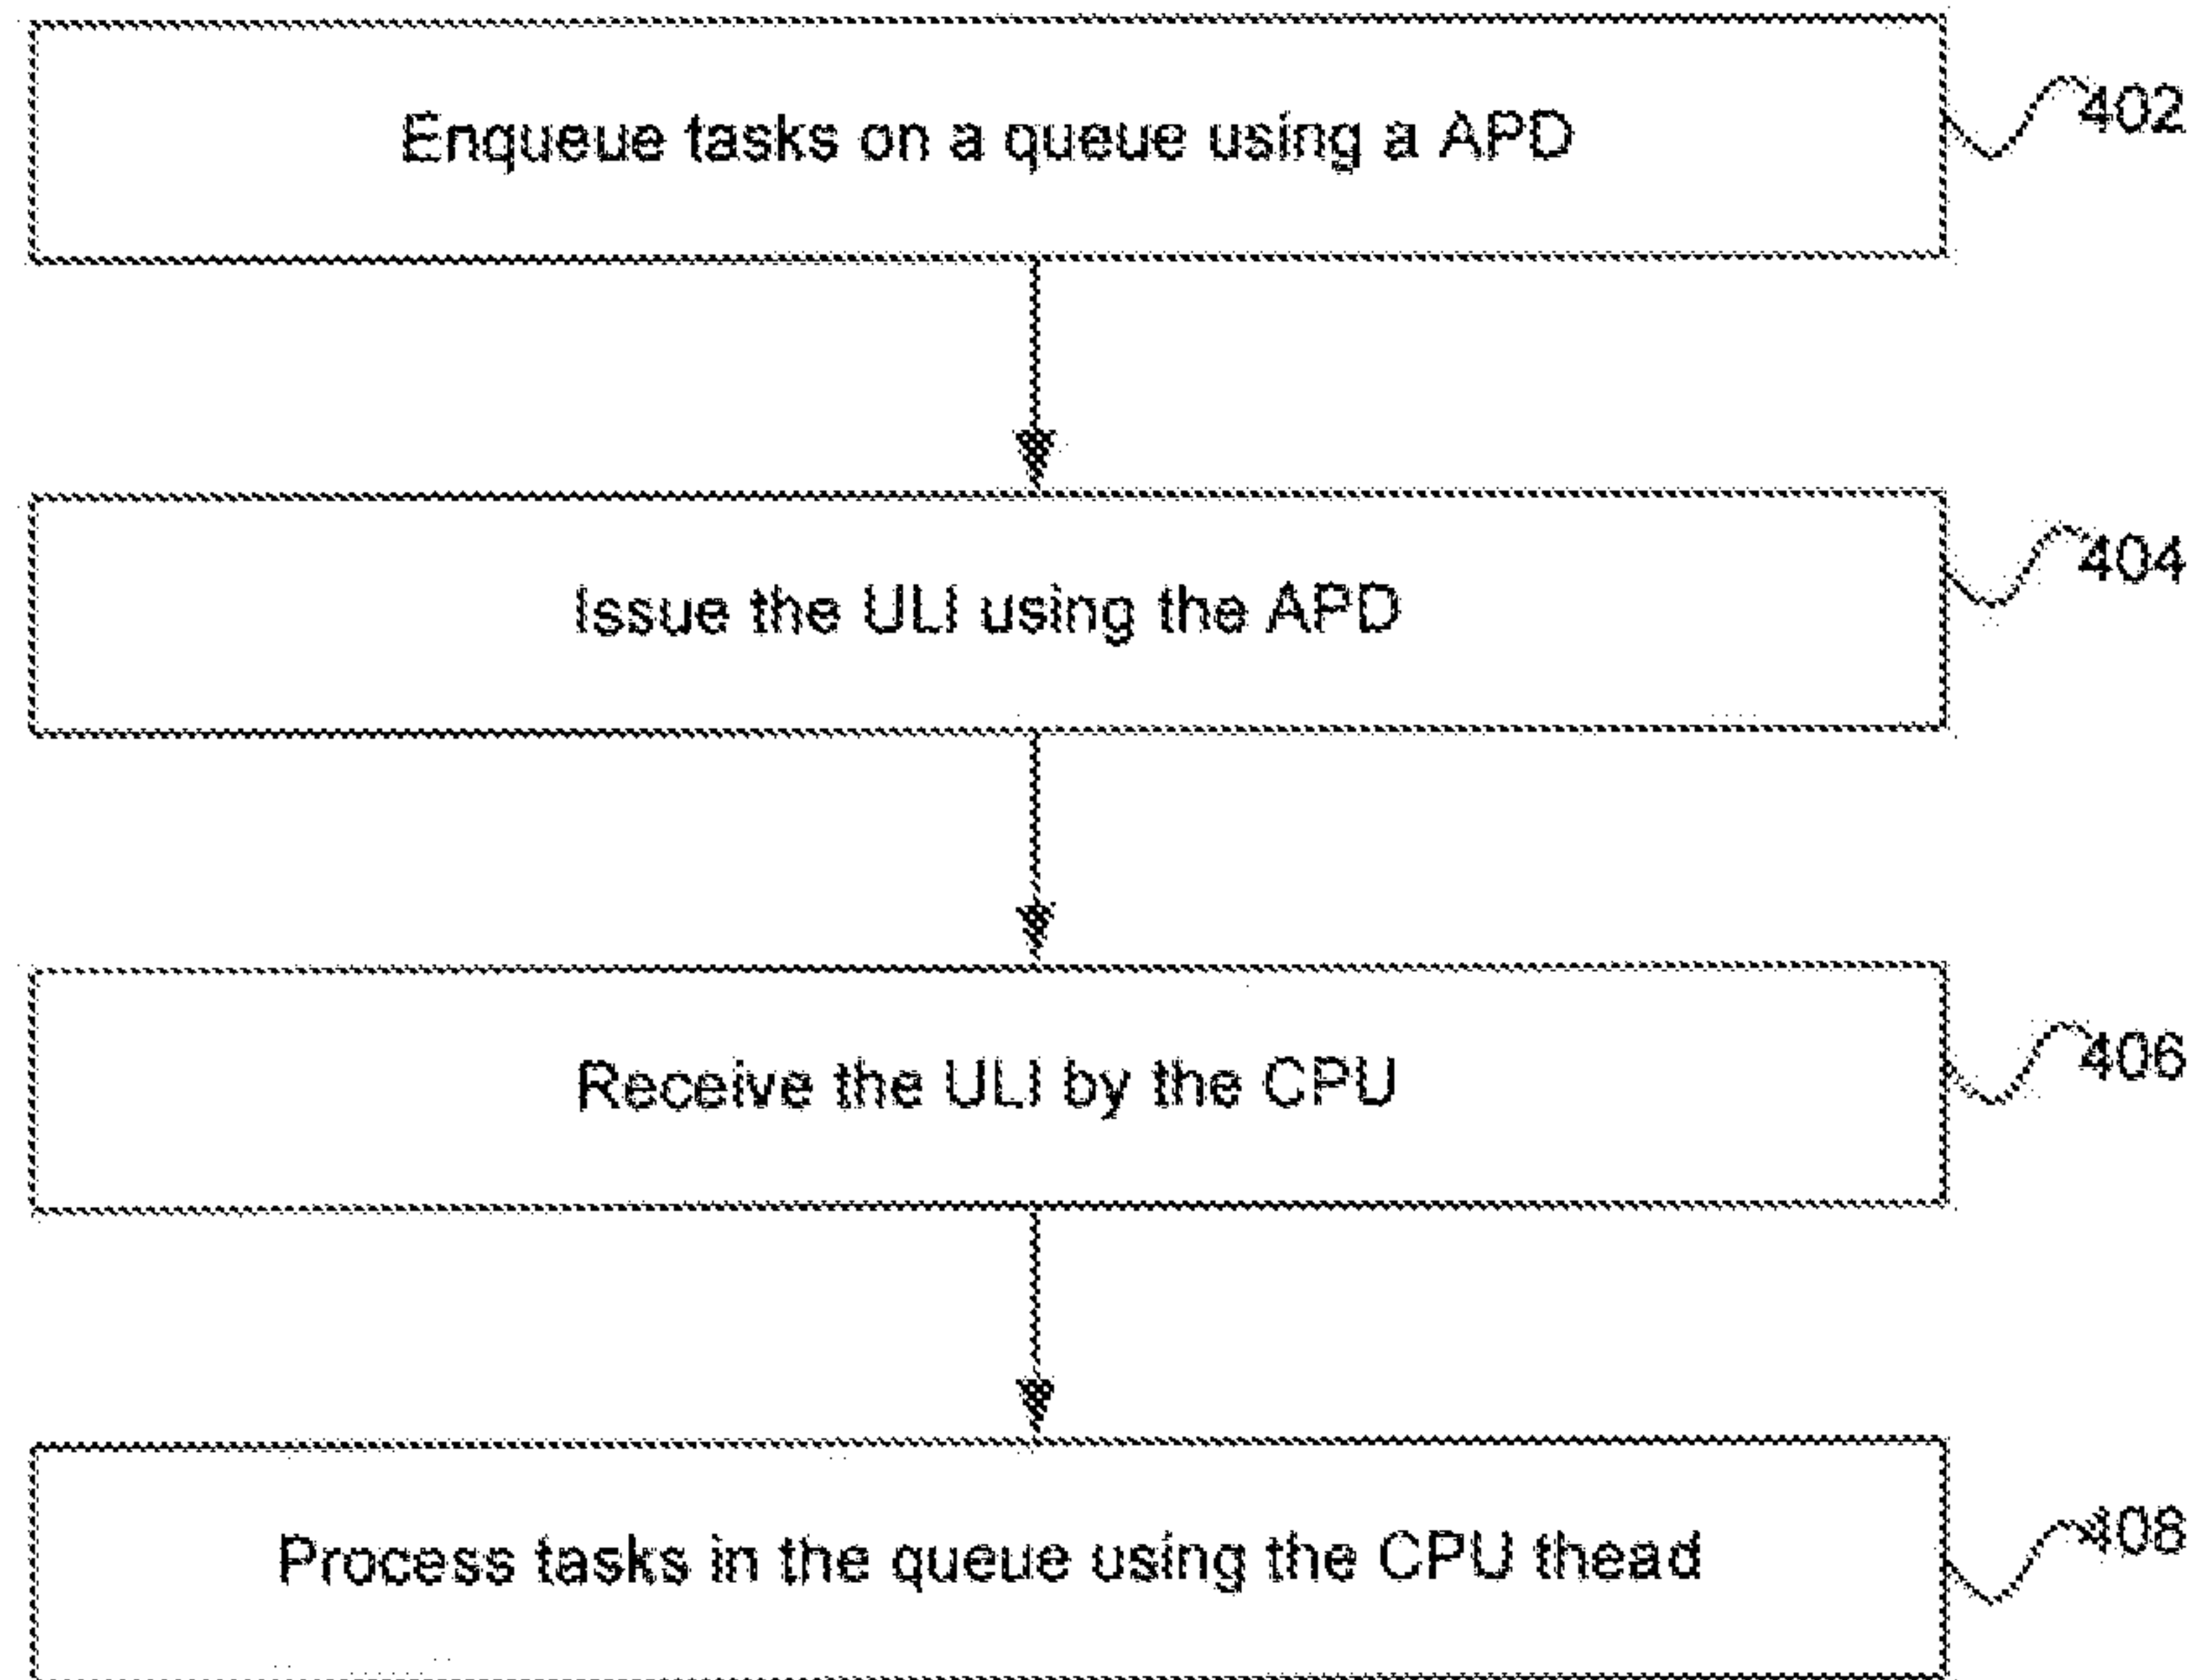 Enqueue tasks on a queue using a APD
402
Issue the ULI using the APD
404
Receive the ULI by the CPU
406
Process tasks in the queue using the CPU thead
408